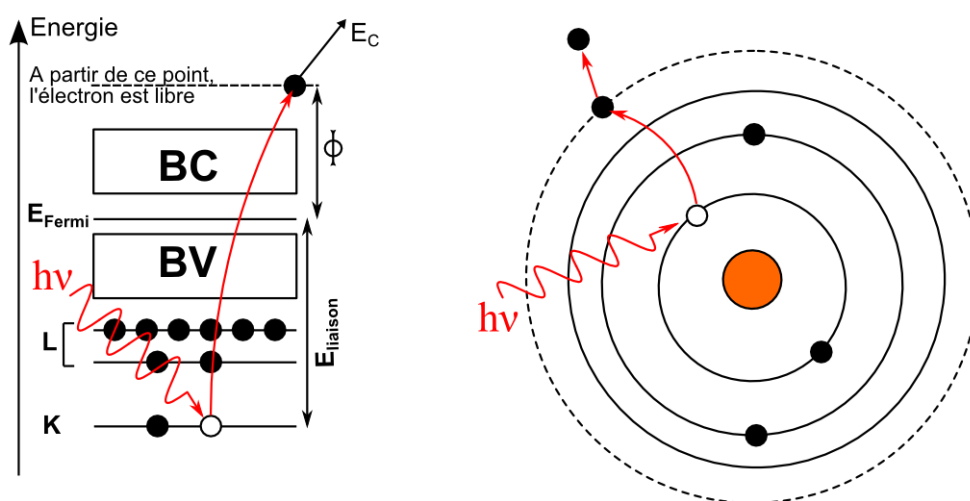 Energie
E_C
A partir de ce point,
l'électron est libre
Φ
BC
E_Fermi
BV
hν
L
E_liaison
K
hν